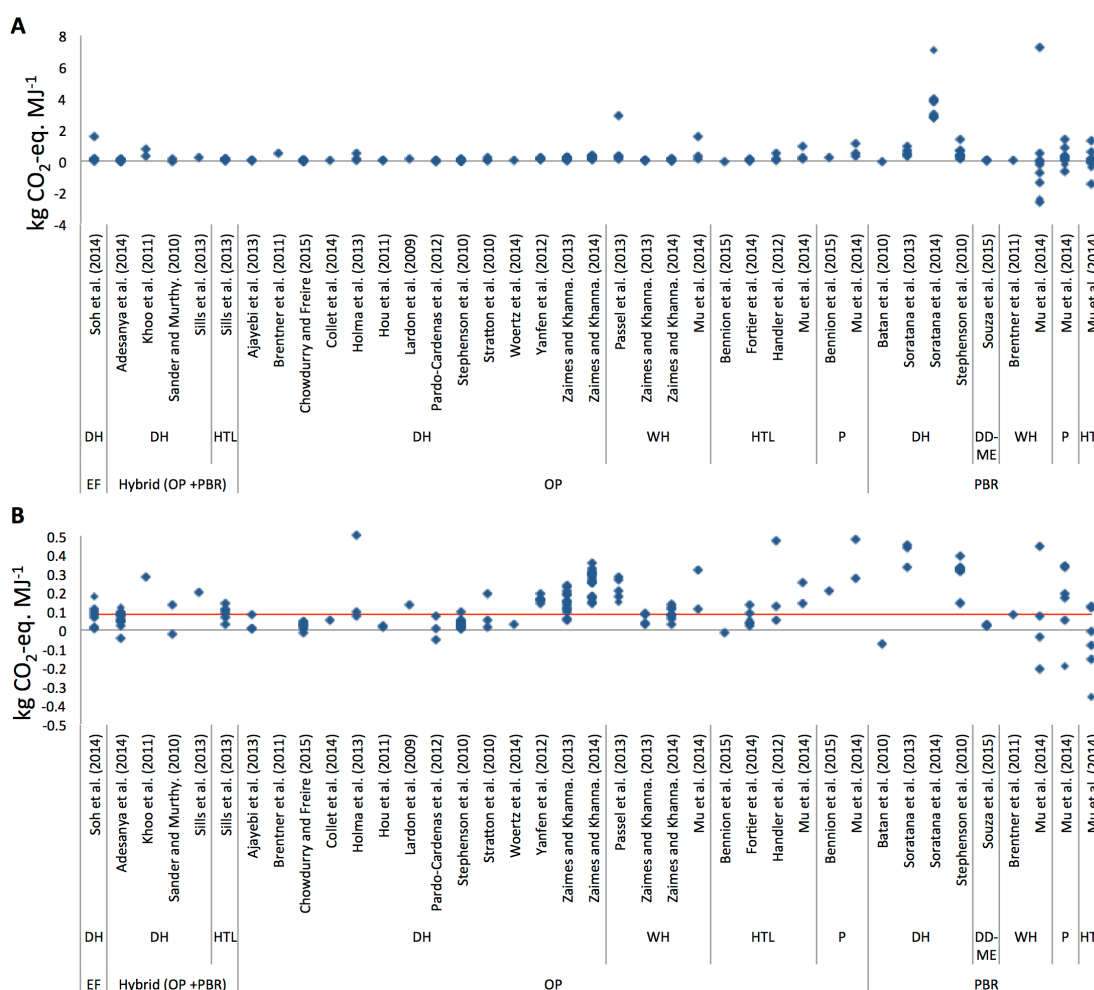 A
kg CO2-eq. MJ-1
8
6
4
2
0
-2
-4
Soh et al. (2014)
Adesanya et al. (2014)
Khoo et al. (2011)
Sander and Murthy. (2010)
Sills et al. (2013)
Sills et al. (2013)
Ajayebi et al. (2013)
Brentner et al. (2011)
Chowdurry and Freire (2015)
Collet et al. (2014)
Holma et al. (2013)
Hou et al. (2011)
Lardon et al. (2009)
Pardo-Cardenas et al. (2012)
Stephenson et al. (2010)
Stratton et al. (2010)
Woertz et al. (2014)
Yanfen et al. (2012)
Zaimes and Khanna. (2013)
Zaimes and Khanna. (2014)
Passel et al. (2013)
Zaimes and Khanna. (2013)
Zaimes and Khanna. (2014)
Mu et al. (2014)
Bennion et al. (2015)
Fortier et al. (2014)
Handler et al. (2012)
Mu et al. (2014)
Bennion et al. (2015)
Mu et al. (2014)
Batan et al. (2010)
Soratana et al. (2013)
Soratana et al. (2014)
Stephenson et al. (2010)
Souza et al. (2015)
Brentner et al. (2011)
Mu et al. (2014)
Mu et al. (2014)
Mu et al. (2014)
DH DH HTL DH WH HTL P DH DD-ME WH P HT
EF Hybrid (OP +PBR) OP PBR
B
kg CO2-eq. MJ-1
0.5
0.4
0.3
0.2
0.1
0
-0.1
-0.2
-0.3
-0.4
-0.5
Soh et al. (2014)
Adesanya et al. (2014)
Khoo et al. (2011)
Sander and Murthy. (2010)
Sills et al. (2013)
Sills et al. (2013)
Ajayebi et al. (2013)
Brentner et al. (2011)
Chowdurry and Freire (2015)
Collet et al. (2014)
Holma et al. (2013)
Hou et al. (2011)
Lardon et al. (2009)
Pardo-Cardenas et al. (2012)
Stephenson et al. (2010)
Stratton et al. (2010)
Woertz et al. (2014)
Yanfen et al. (2012)
Zaimes and Khanna. (2013)
Zaimes and Khanna. (2014)
Passel et al. (2013)
Zaimes and Khanna. (2013)
Zaimes and Khanna. (2014)
Mu et al. (2014)
Bennion et al. (2015)
Fortier et al. (2014)
Handler et al. (2012)
Mu et al. (2014)
Bennion et al. (2015)
Mu et al. (2014)
Batan et al. (2010)
Soratana et al. (2013)
Soratana et al. (2014)
Stephenson et al. (2010)
Souza et al. (2015)
Brentner et al. (2011)
Mu et al. (2014)
Mu et al. (2014)
Mu et al. (2014)
DH DH HTL DH WH HTL P DH DD-ME WH P HT
EF Hybrid (OP +PBR) OP PBR